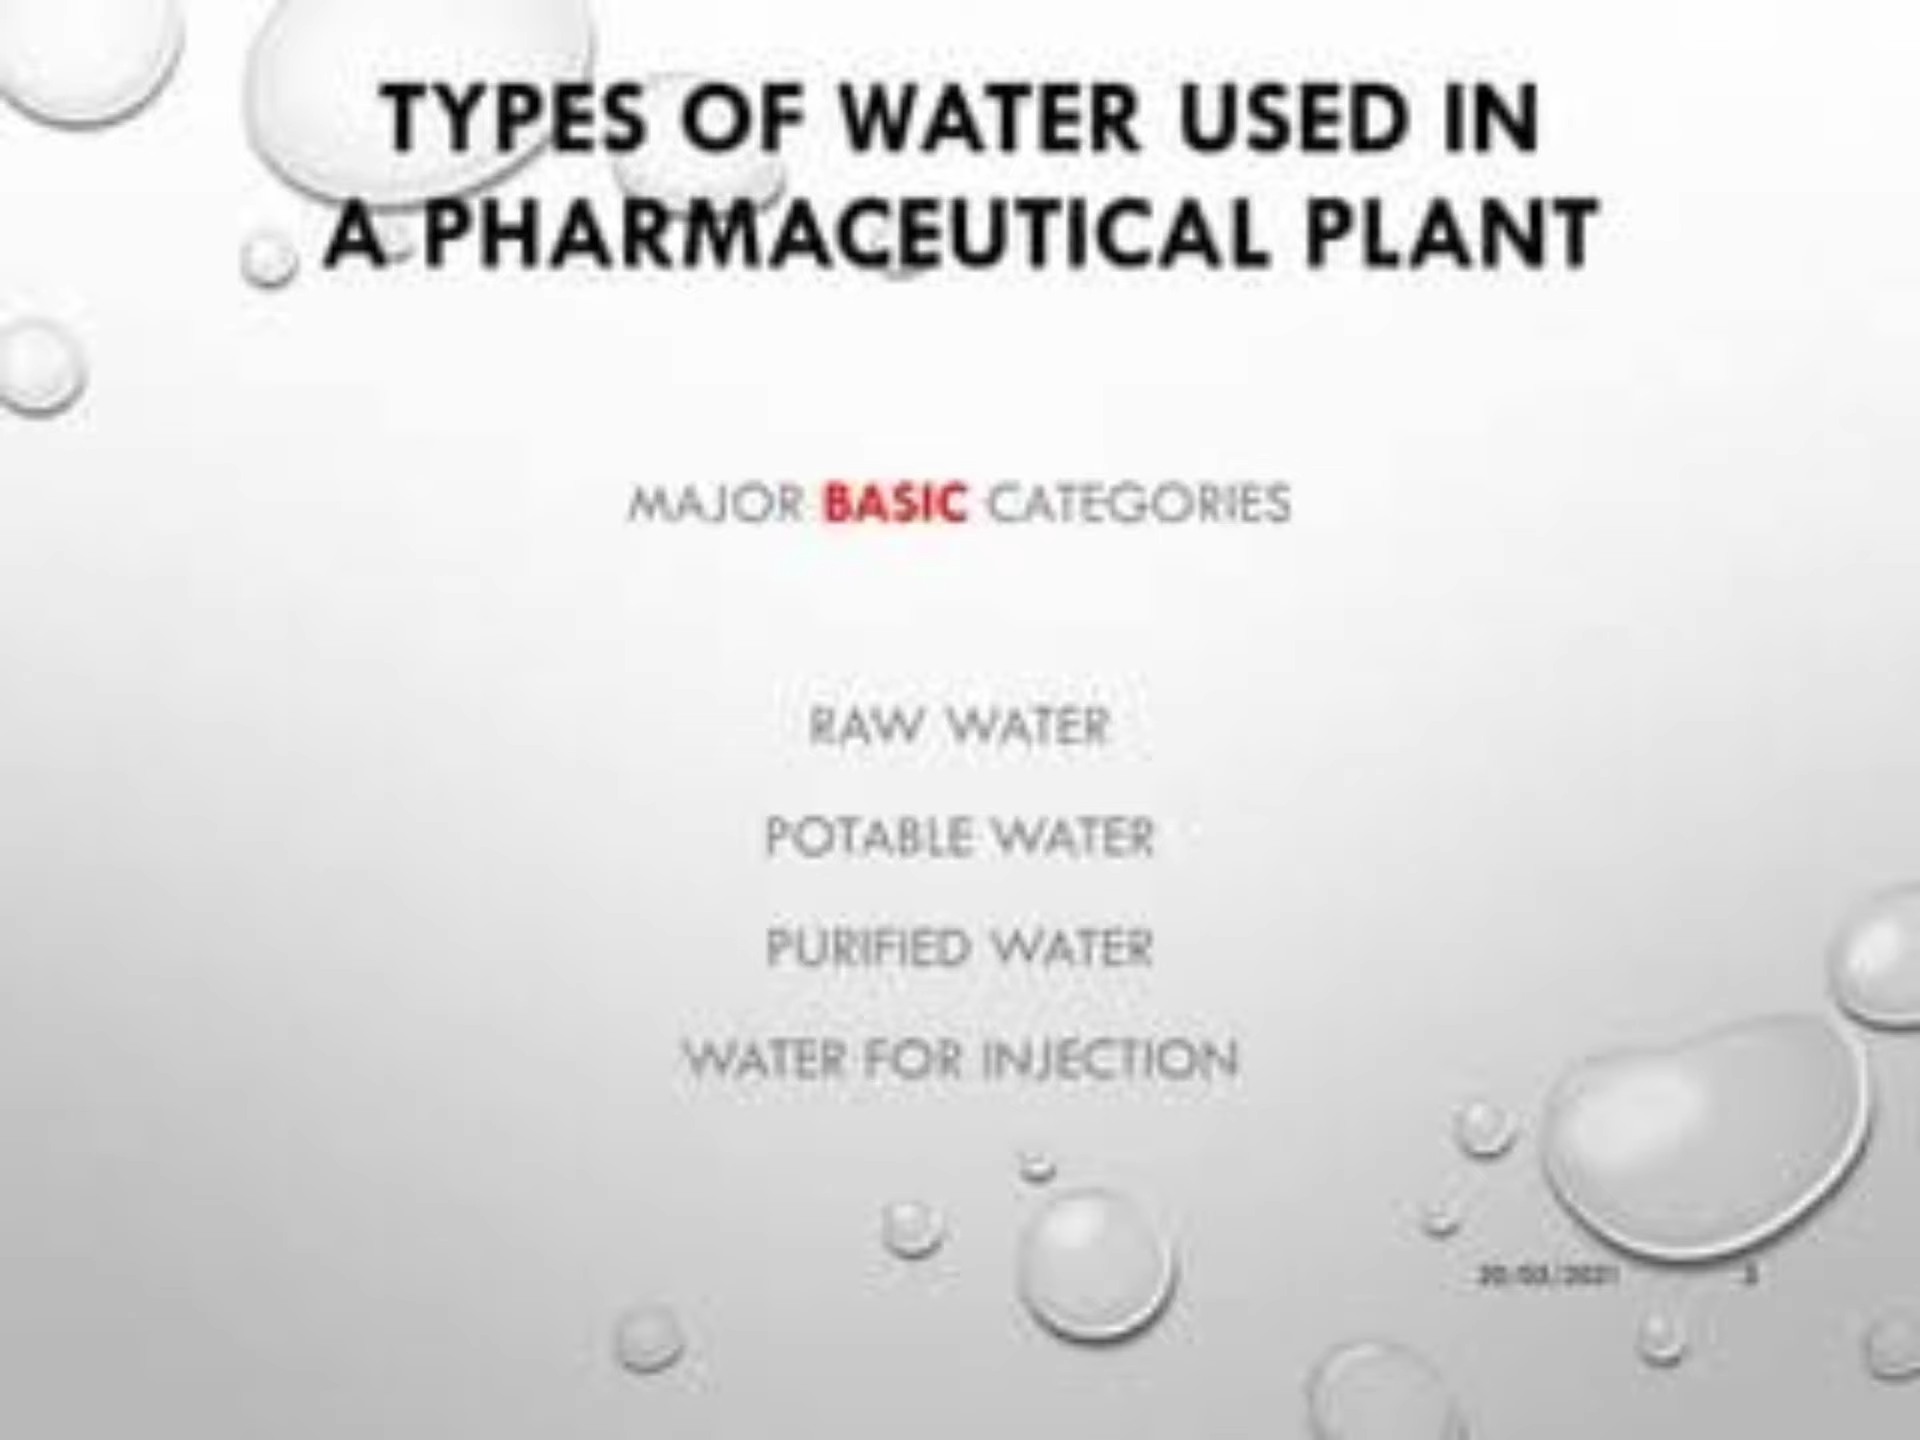 TYPES OF WATER USED IN
A PHARMACEUTICAL PLANT
MAJOR BASIC CATEGORIES
RAW WATER
POTABLE WATER
PURIFIED WATER
WATER FOR INJECTION